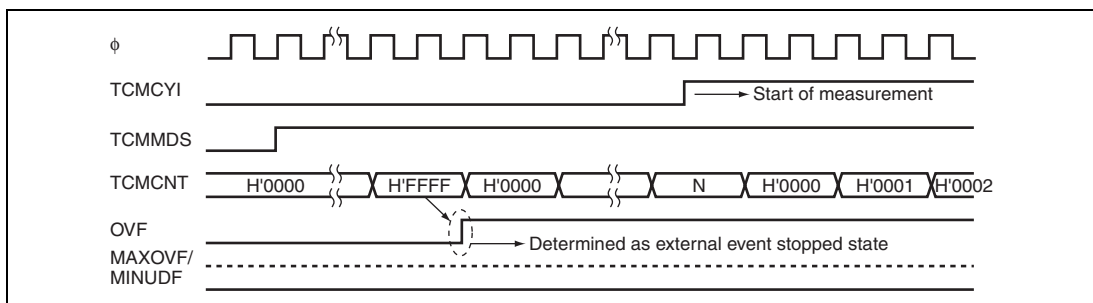 ϕ
TCMCYI
Start of measurement
TCMMDS
TCMCNT H'0000 H'FFFF H'0000 N H'0000 H'0001 H'0002
OVF
Determined as external event stopped state
MAXOVF/
MINUDF